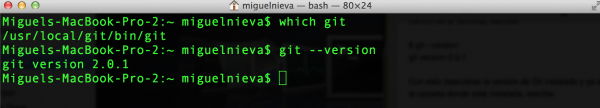 miguelnieva — bash — 80×24
Miguels-MacBook-Pro-2:~ miguelnieva$ which git
/usr/local/git/bin/git
Miguels-MacBook-Pro-2:~ miguelnieva$ git --version
git version 2.0.1
Miguels-MacBook-Pro-2:~ miguelnieva$